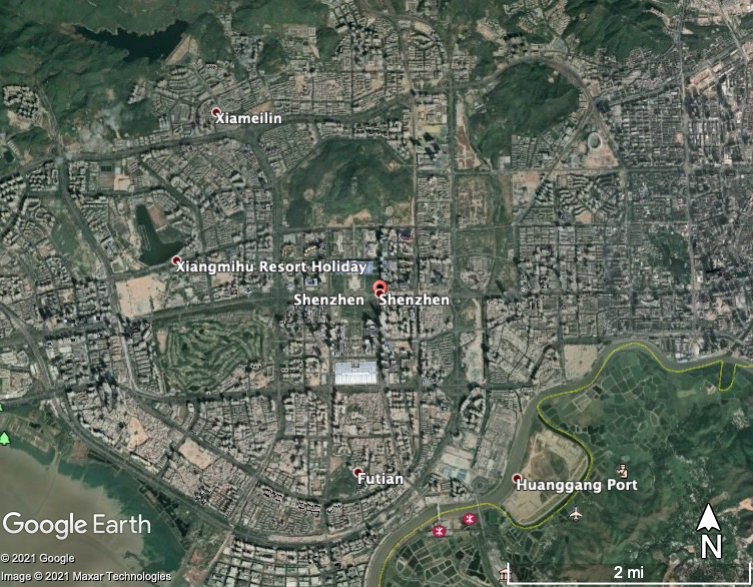 Xiameilin
Xiangmihu Resort Holiday
Shenzhen Shenzhen
Futian
Huanggang Port
Google Earth
N
© 2021 Google
Image © 2021 Maxar Technologies
2 mi